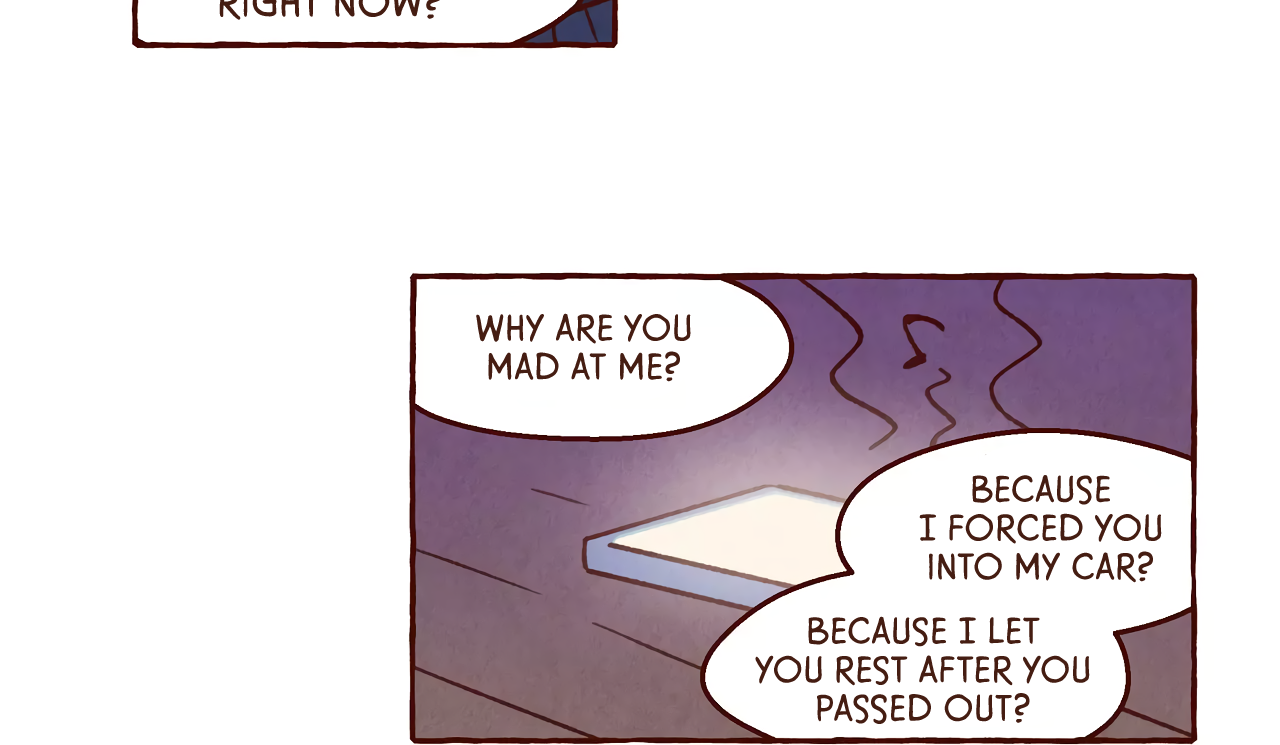 RIGHT NOW?
WHY ARE YOU
MAD AT ME?
BECAUSE
I FORCED YOU
INTO MY CAR?
BECAUSE I LET
YOU REST AFTER YOU
PASSED OUT?